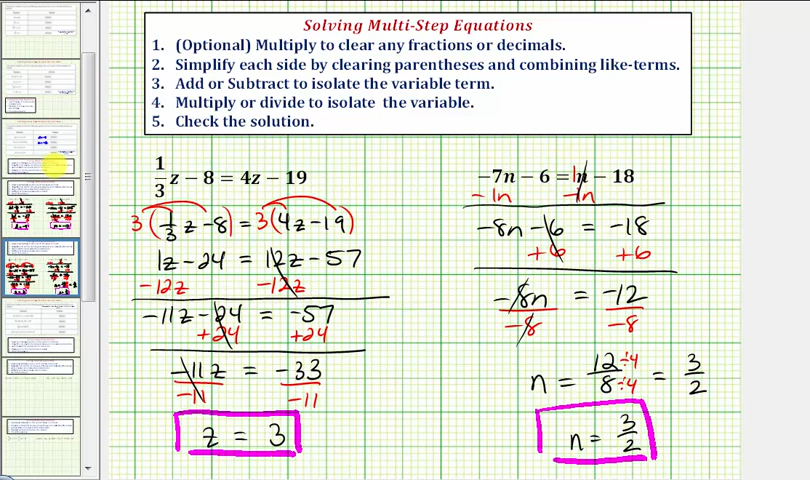 Solving Multi-Step Equations
1. (Optional) Multiply to clear any fractions or decimals.
2. Simplify each side by clearing parentheses and combining like-terms.
3. Add or Subtract to isolate the variable term.
4. Multiply or divide to isolate the variable.
5. Check the solution.
1/3 z − 8 = 4z − 19
3(1/3 z − 8) = 3(4z − 19)
1z − 24 = 12z − 57
−12z −12z
−11z − 24 = −57
+24 +24
−11z = −33
−11 −11
z = 3
−7n − 6 = 1n − 18
−1n −1n
−8n − 6 = −18
+6 +6
−8n = −12
−8 −8
n = 12÷4 / 8÷4 = 3/2
n = 3/2